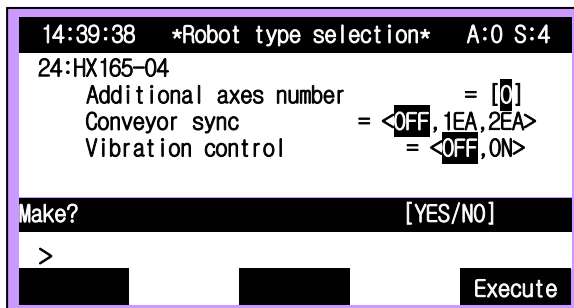 14:39:38 *Robot type selection* A:0 S:4
24:HX165-04
Additional axes number = [0]
Conveyor sync = <OFF,1EA,2EA>
Vibration control = <OFF,ON>
Make? [YES/NO]
>
Execute